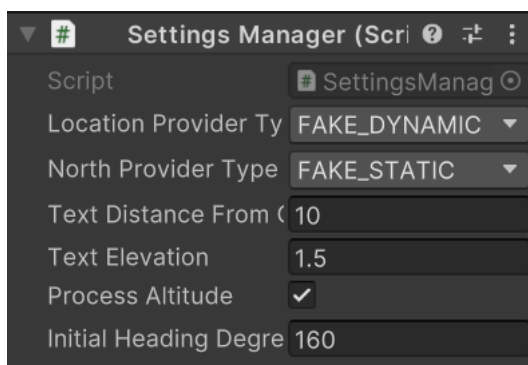 # Settings Manager (Scri
Script # SettingsManag
Location Provider Ty FAKE_DYNAMIC
North Provider Type FAKE_STATIC
Text Distance From ( 10
Text Elevation 1.5
Process Altitude
Initial Heading Degre 160